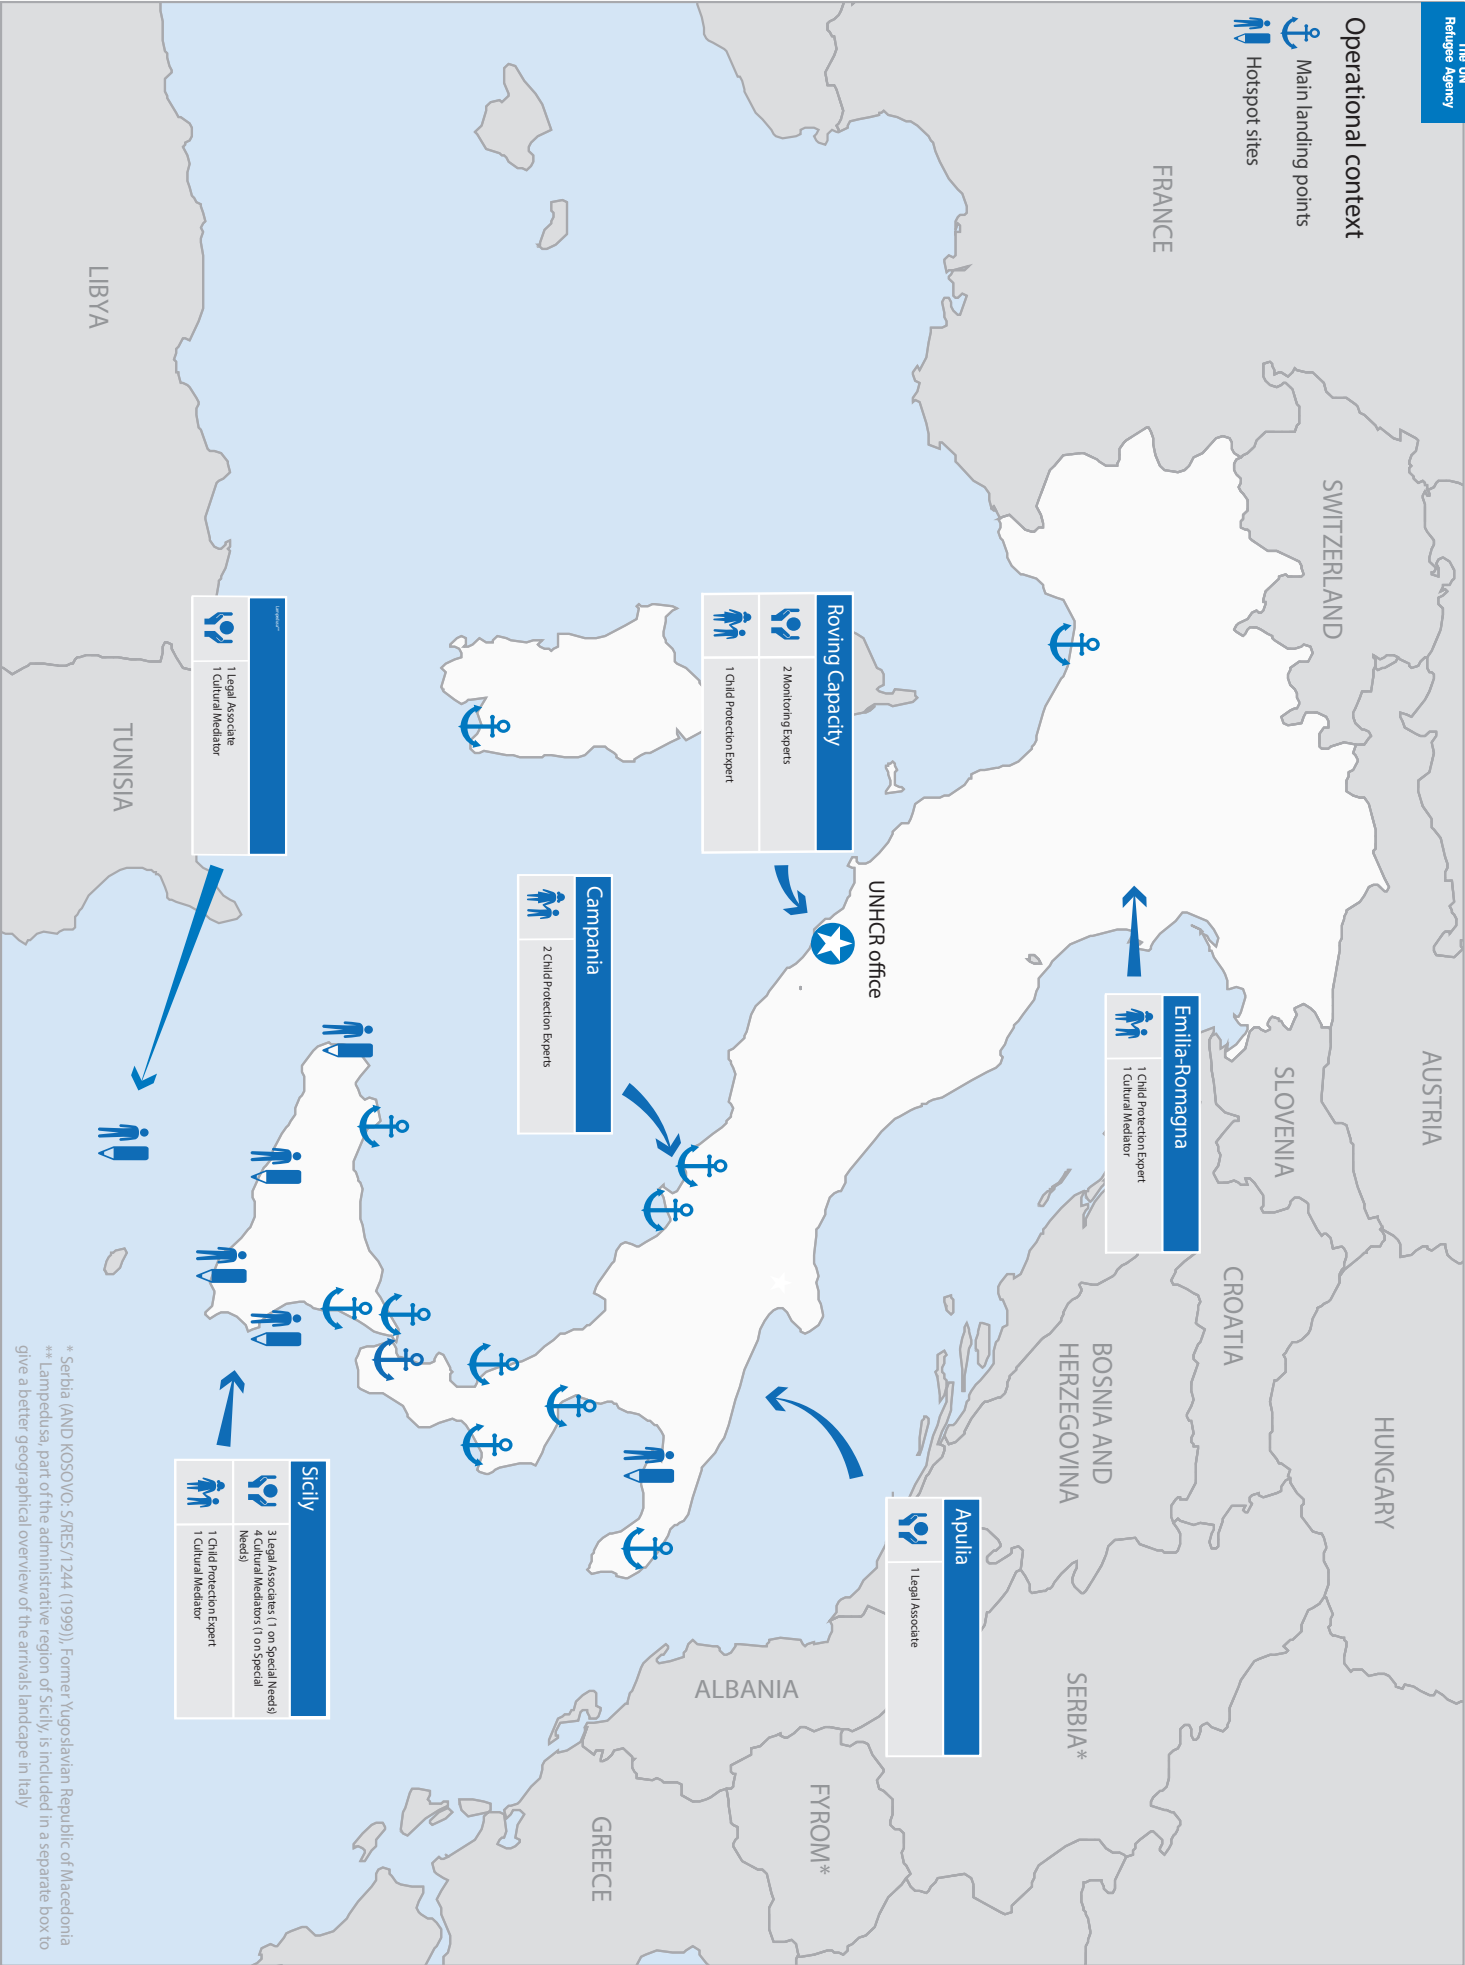 The UN
Refugee Agency
Operational context
Main landing points
Hotspot sites
FRANCE
SWITZERLAND
AUSTRIA
SLOVENIA
HUNGARY
CROATIA
BOSNIA AND
HERZEGOVINA
SERBIA*
ALBANIA
FYROM*
GREECE
LIBYA
TUNISIA
UNHCR office
Roving Capacity
2 Monitoring Experts
1 Child Protection Expert
Emilia-Romagna
1 Child Protection Expert
1 Cultural Mediator
Campania
2 Child Protection Experts
Apulia
1 Legal Associate
Lampedusa**
1 Legal Associate
1 Cultural Mediator
Sicily
3 Legal Associates (1 on Special Needs)
4 Cultural Mediators (1 on Special
Needs)
1 Child Protection Expert
1 Cultural Mediator
* Serbia (AND KOSOVO: S/RES/1244 (1999)), Former Yugoslavian Republic of Macedonia
** Lampedusa, part of the administrative region of Sicily, is included in a separate box to
give a better geographical overview of the arrivals landcape in Italy